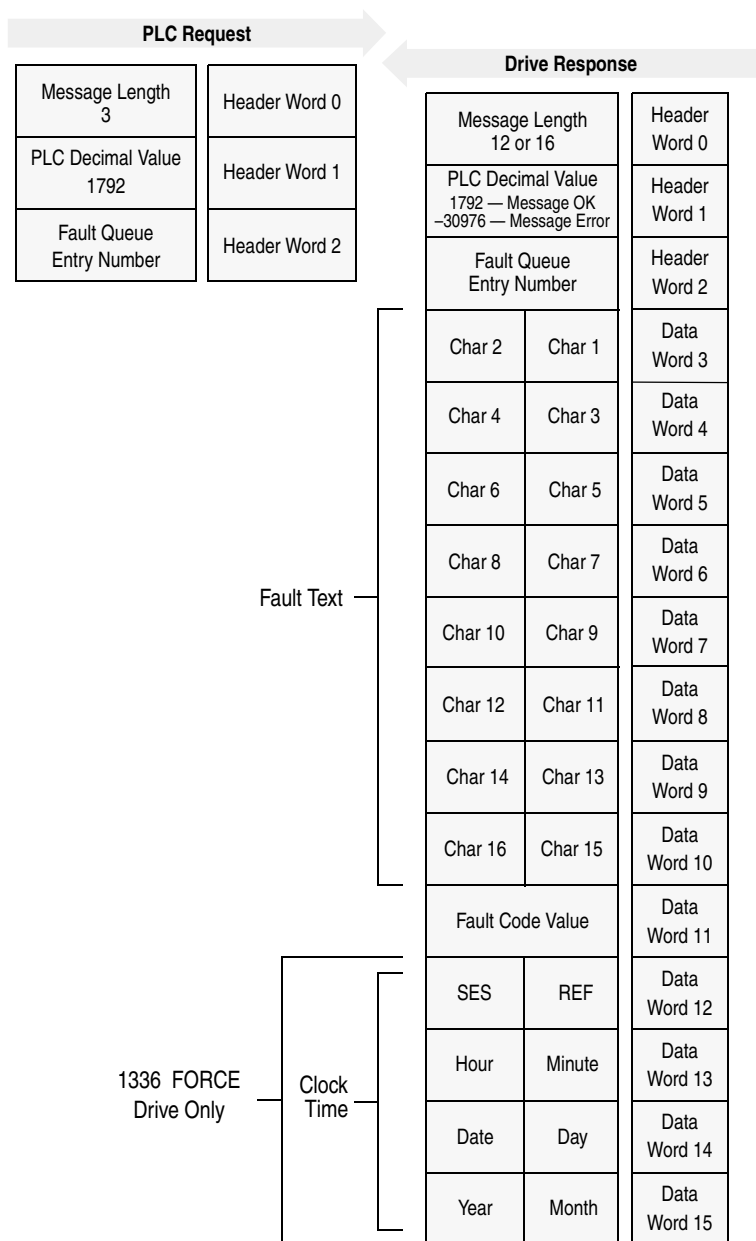 PLC Request
Message Length
3
Header Word 0
PLC Decimal Value
1792
Header Word 1
Fault Queue
Entry Number
Header Word 2
Drive Response
Message Length
12 or 16
Header
Word 0
PLC Decimal Value
1792 — Message OK
–30976 — Message Error
Header
Word 1
Fault Queue
Entry Number
Header
Word 2
Fault Text
Char 2
Char 1
Data
Word 3
Char 4
Char 3
Data
Word 4
Char 6
Char 5
Data
Word 5
Char 8
Char 7
Data
Word 6
Char 10
Char 9
Data
Word 7
Char 12
Char 11
Data
Word 8
Char 14
Char 13
Data
Word 9
Char 16
Char 15
Data
Word 10
Fault Code Value
Data
Word 11
1336 FORCE
Drive Only
Clock
Time
SES
REF
Data
Word 12
Hour
Minute
Data
Word 13
Date
Day
Data
Word 14
Year
Month
Data
Word 15